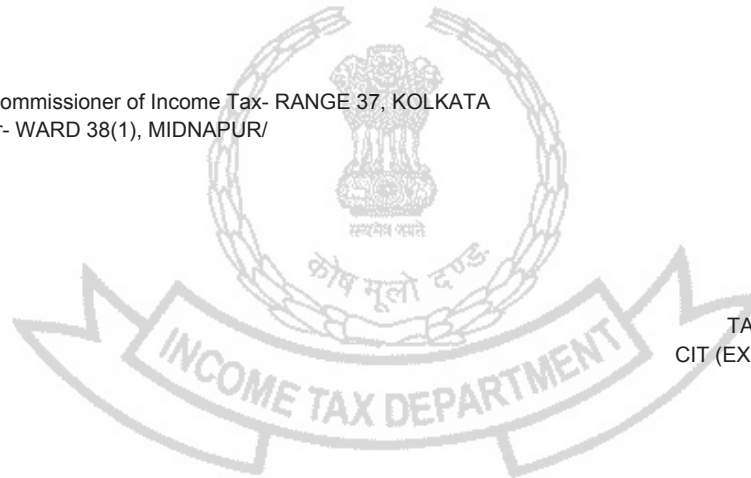 ommissioner of Income Tax- RANGE 37, KOLKATA
r- WARD 38(1), MIDNAPUR/
सत्यमेव जयते
कोष मूलो दण्डः
TA
CIT (EX
INCOME TAX DEPARTMENT